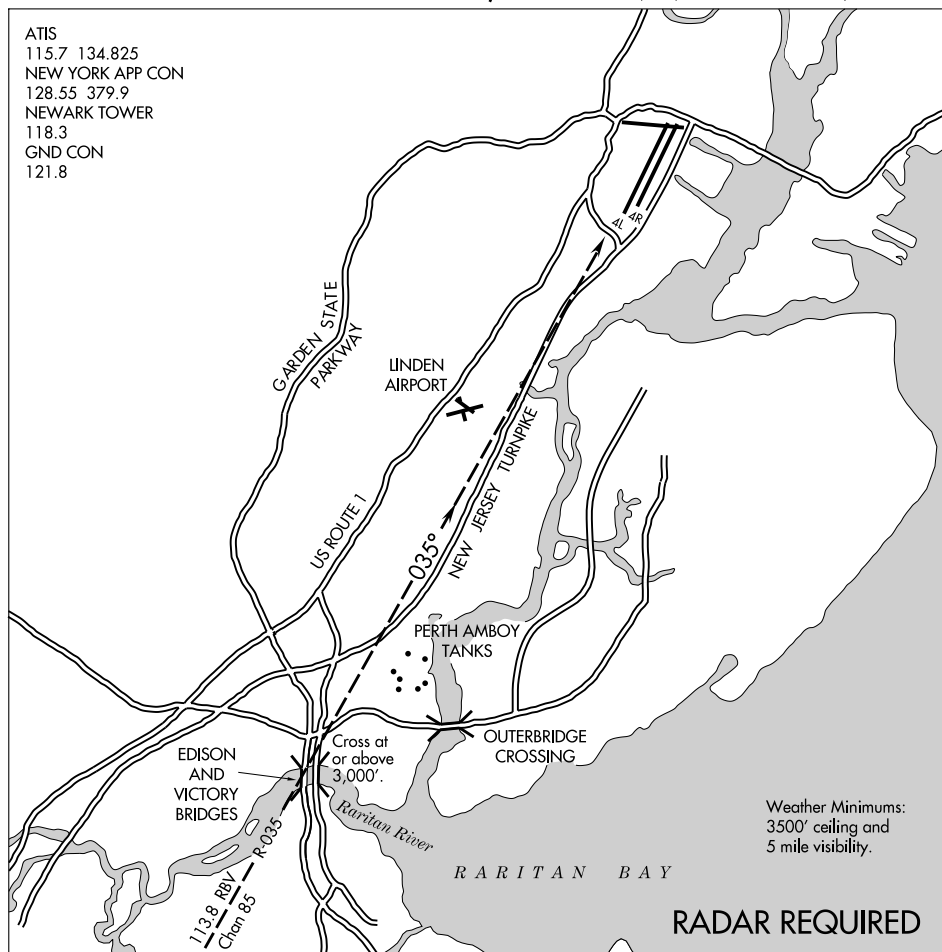 ATIS
115.7 134.825
NEW YORK APP CON
128.55 379.9
NEWARK TOWER
118.3
GND CON
121.8
4L
4R
GARDEN STATE
PARKWAY
LINDEN
AIRPORT
US ROUTE 1
035°
NEW JERSEY TURNPIKE
PERTH AMBOY
TANKS
OUTERBRIDGE
CROSSING
Cross at
or above
3,000'.
EDISON
AND
VICTORY
BRIDGES
Raritan River
113.8 RBV R-035
Chan 85
Weather Minimums:
3500' ceiling and
5 mile visibility.
RARITAN BAY
RADAR REQUIRED